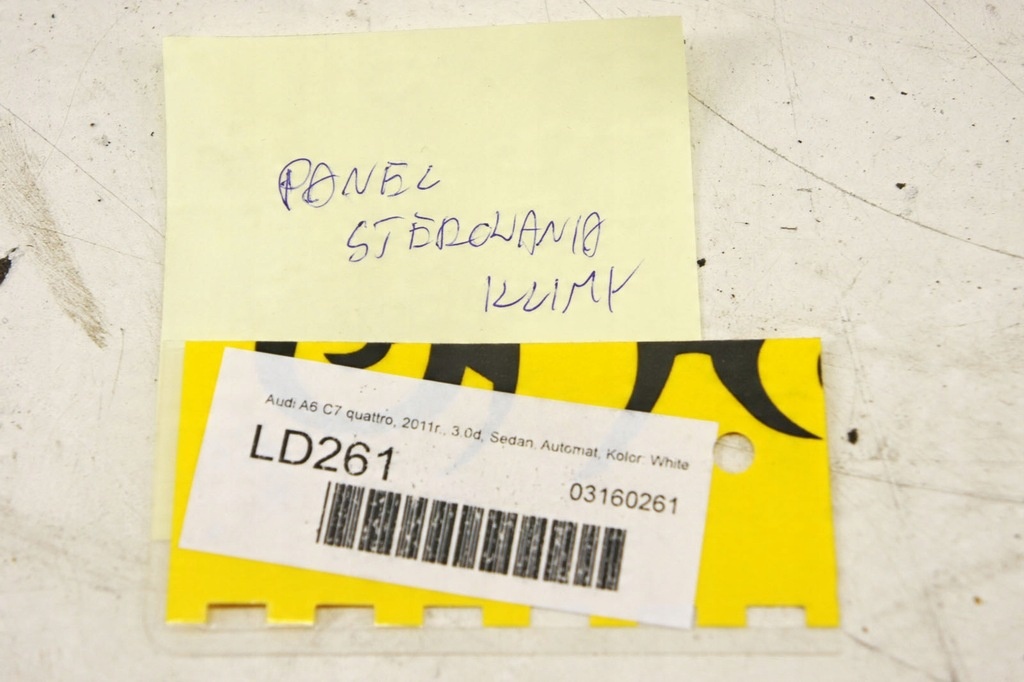 PANEL
STEROWANIA
KLIMY
Audi A6 C7 quattro, 2011r., 3.0d, Sedan, Automat, Kolor: White
LD261
03160261